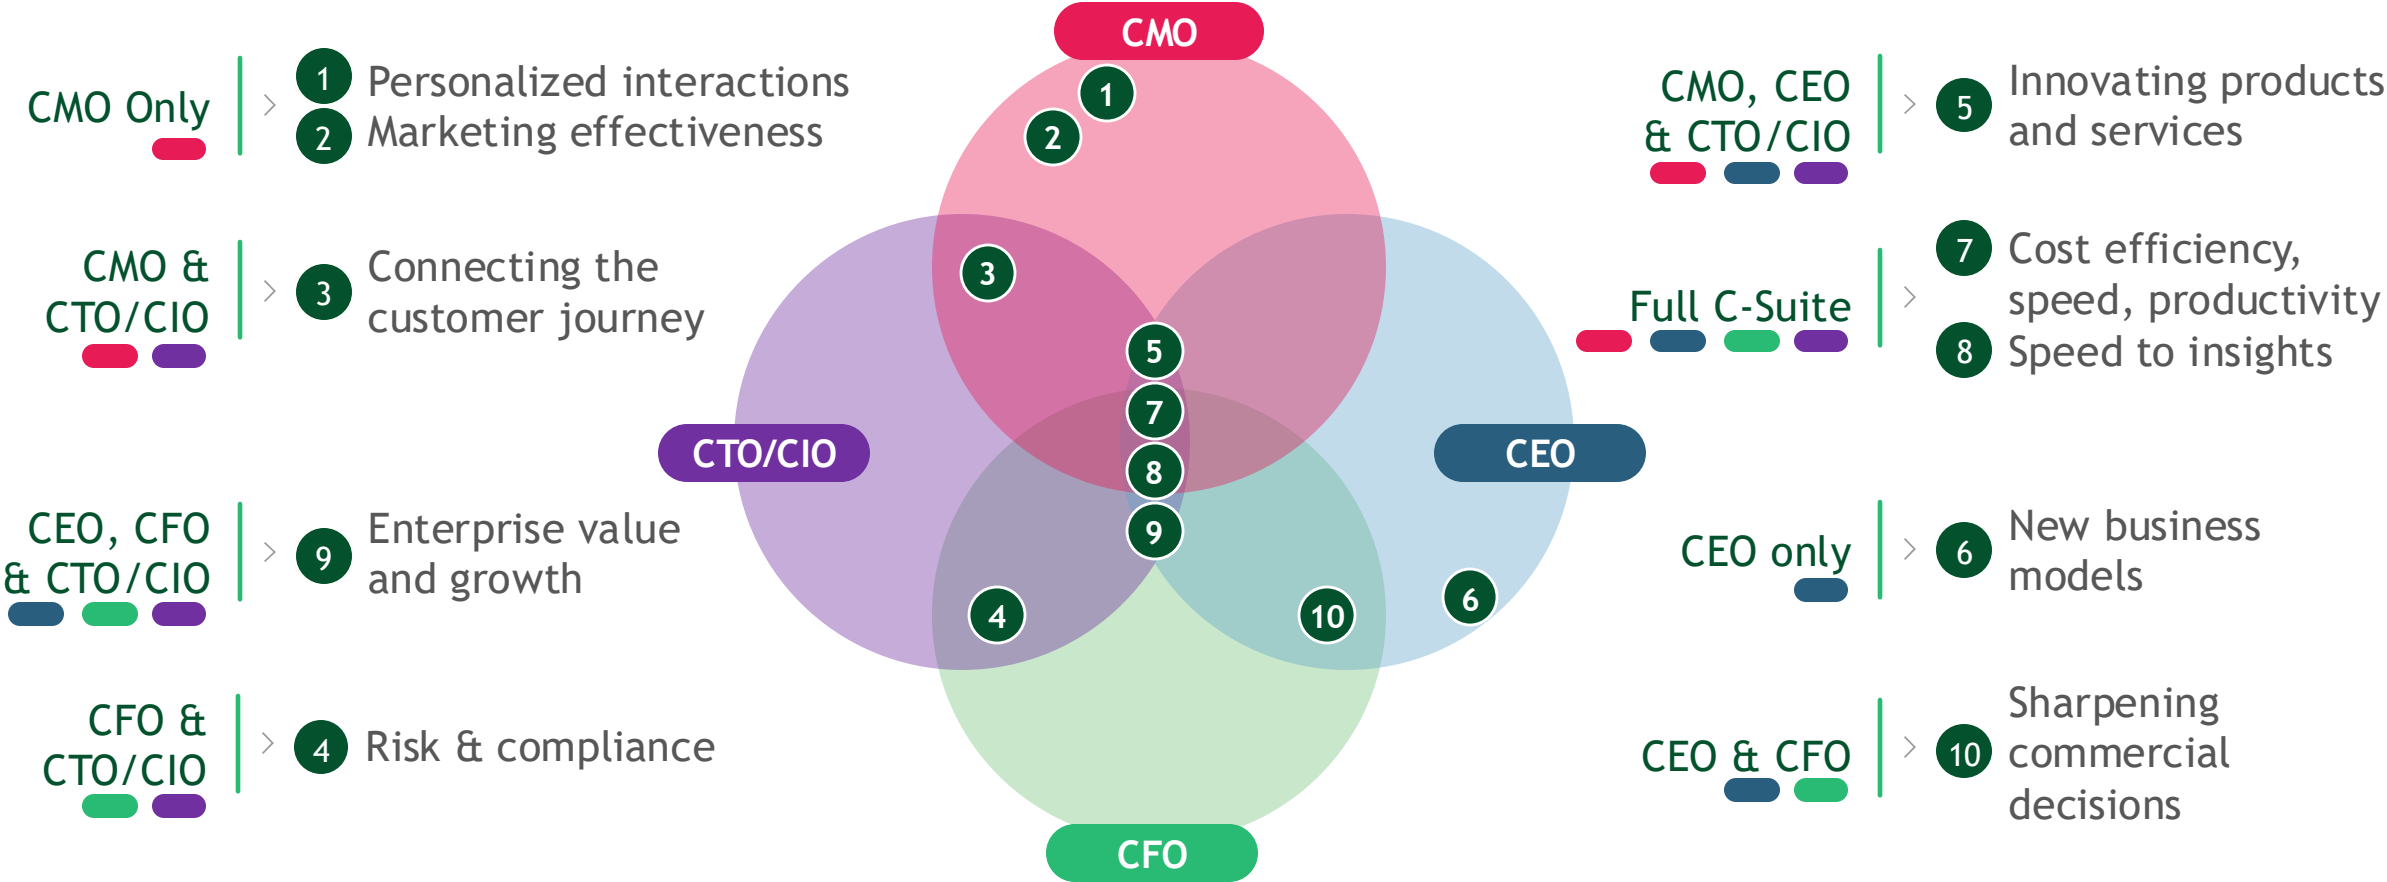 CMO Only
1 Personalized interactions
2 Marketing effectiveness
CMO &
CTO/CIO
3
Connecting the
customer journey
CEO, CFO
& CTO/CIO
9
Enterprise value
and growth
CFO &
CTO/CIO
4 Risk & compliance
CMO
1
2
3
5
7
CTO/CIO
CEO
8
9
4
10
6
CFO
CMO, CEO
& CTO/CIO
5
Innovating products
and services
Full C-Suite
7 Cost efficiency,
speed, productivity
8 Speed to insights
CEO only
6
New business
models
CEO & CFO
10
Sharpening
commercial
decisions